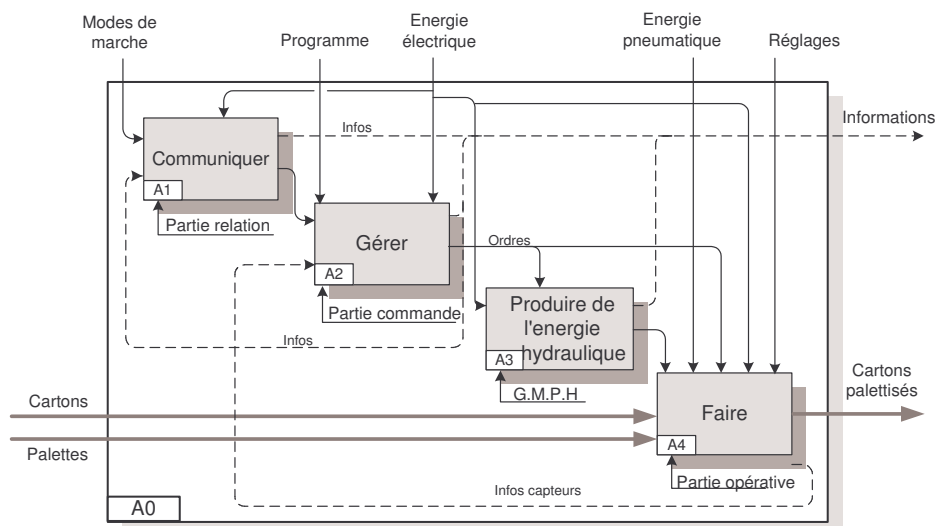 Modes de
marche
Programme
Energie
électrique
Energie
pneumatique
Réglages
Informations
Infos
Communiquer
A1
Partie relation
Gérer
Ordres
A2
Partie commande
Produire de
l'energie
hydraulique
Infos
A3
G.M.P.H
Cartons
palettisés
Cartons
Faire
A4
Palettes
Partie opérative
Infos capteurs
A0